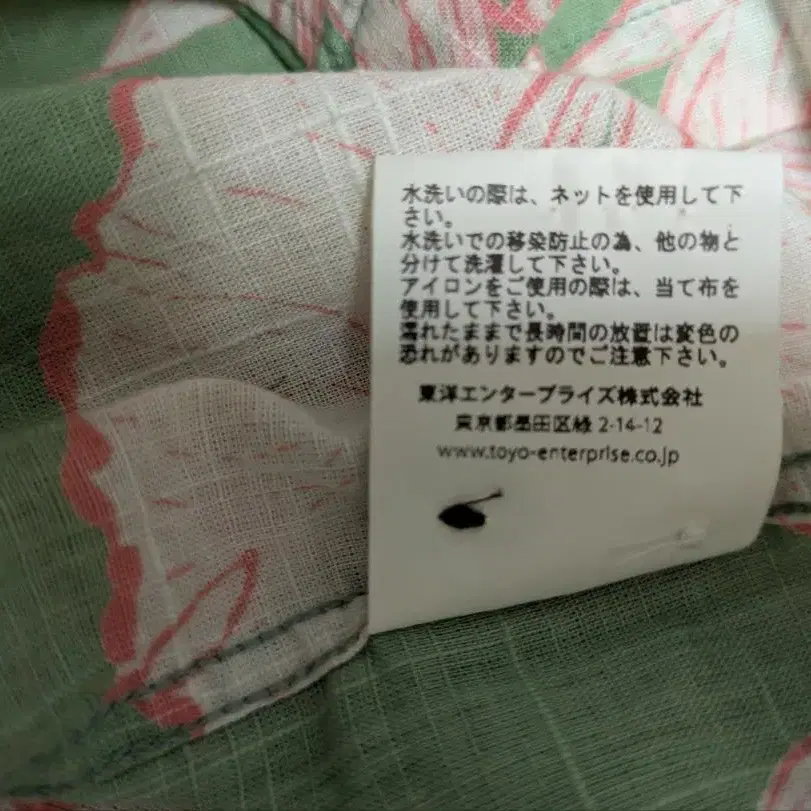 水洗いの際は、ネットを使用して下
さい。
水洗いでの移染防止の為、他の物と
分けて洗濯して下さい。
アイロンをご使用の際は、当て布を
使用して下さい。
濡れたままで長時間の放置は変色の
恐れがありますのでご注意下さい。
東洋エンタープライズ株式会社
東京都墨田区緑 2-14-12
www.toyo-enterprise.co.jp